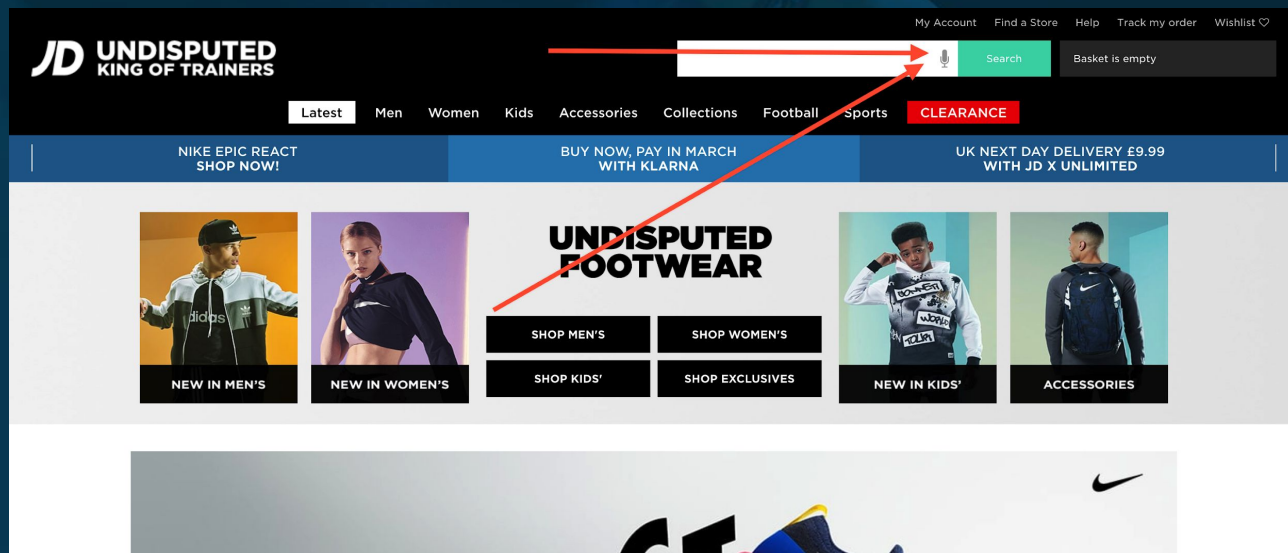 My Account Find a Store Help Track my order Wishlist
JD UNDISPUTED
KING OF TRAINERS
Search
Basket is empty
Latest Men Women Kids Accessories Collections Football Sports CLEARANCE
NIKE EPIC REACT
SHOP NOW!
BUY NOW, PAY IN MARCH
WITH KLARNA
UK NEXT DAY DELIVERY £9.99
WITH JD X UNLIMITED
adidas
NEW IN MEN'S
NEW IN WOMEN'S
UNDISPUTED
FOOTWEAR
SHOP MEN'S
SHOP WOMEN'S
SHOP KIDS'
SHOP EXCLUSIVES
NEW IN KIDS'
ACCESSORIES